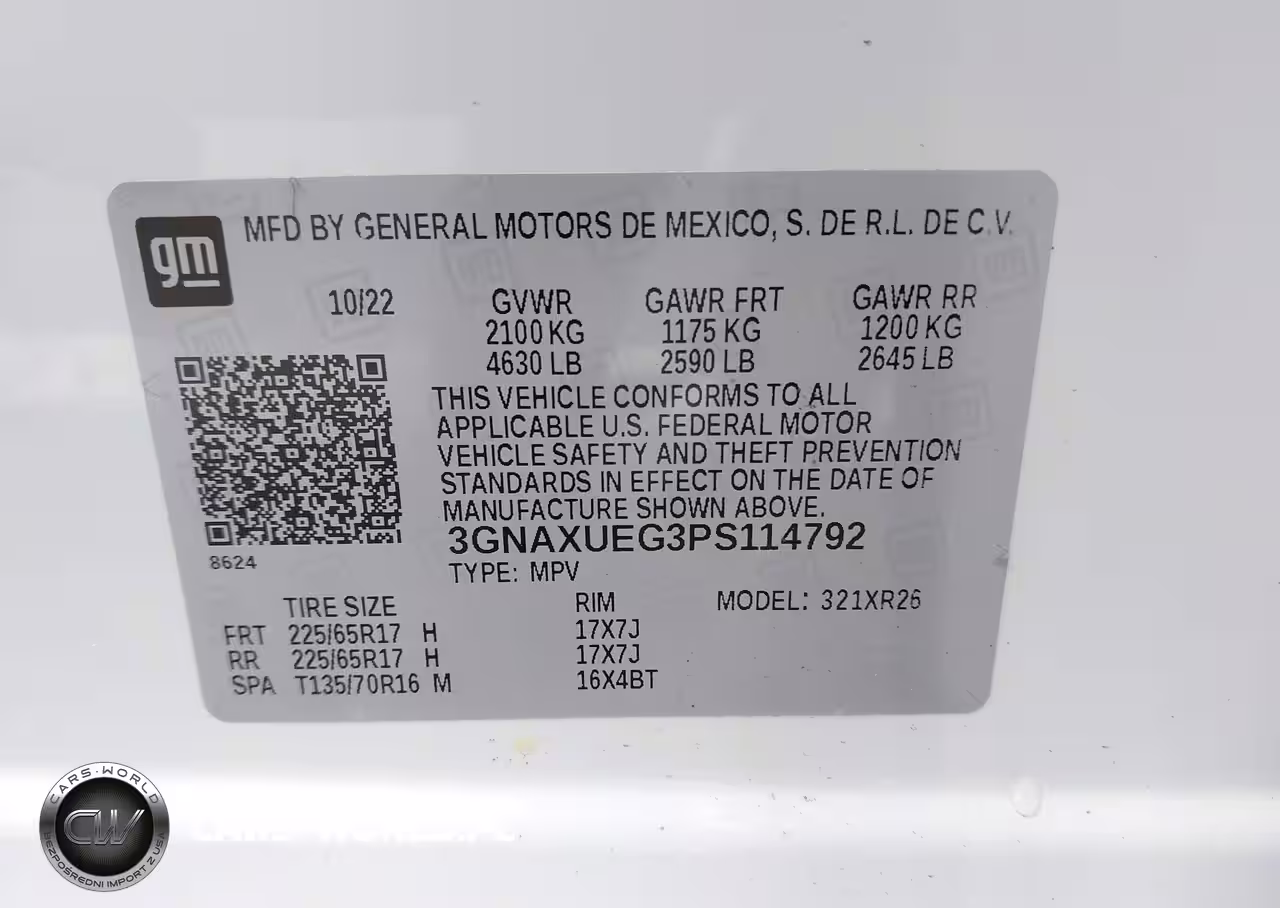 gm
MFD BY GENERAL MOTORS DE MEXICO, S. DE R.L. DE C.V.
10/22 GVWR GAWR FRT GAWR RR
2100 KG 1175 KG 1200 KG
4630 LB 2590 LB 2645 LB
THIS VEHICLE CONFORMS TO ALL
APPLICABLE U.S. FEDERAL MOTOR
VEHICLE SAFETY AND THEFT PREVENTION
STANDARDS IN EFFECT ON THE DATE OF
MANUFACTURE SHOWN ABOVE.
3GNAXUEG3PS114792
8624
TYPE: MPV
TIRE SIZE RIM MODEL: 321XR26
FRT 225/65R17 H 17X7J
RR 225/65R17 H 17X7J
SPA T135/70R16 M 16X4BT
CARS-WORLD
CW
BEZPOŚREDNI IMPORT Z USA